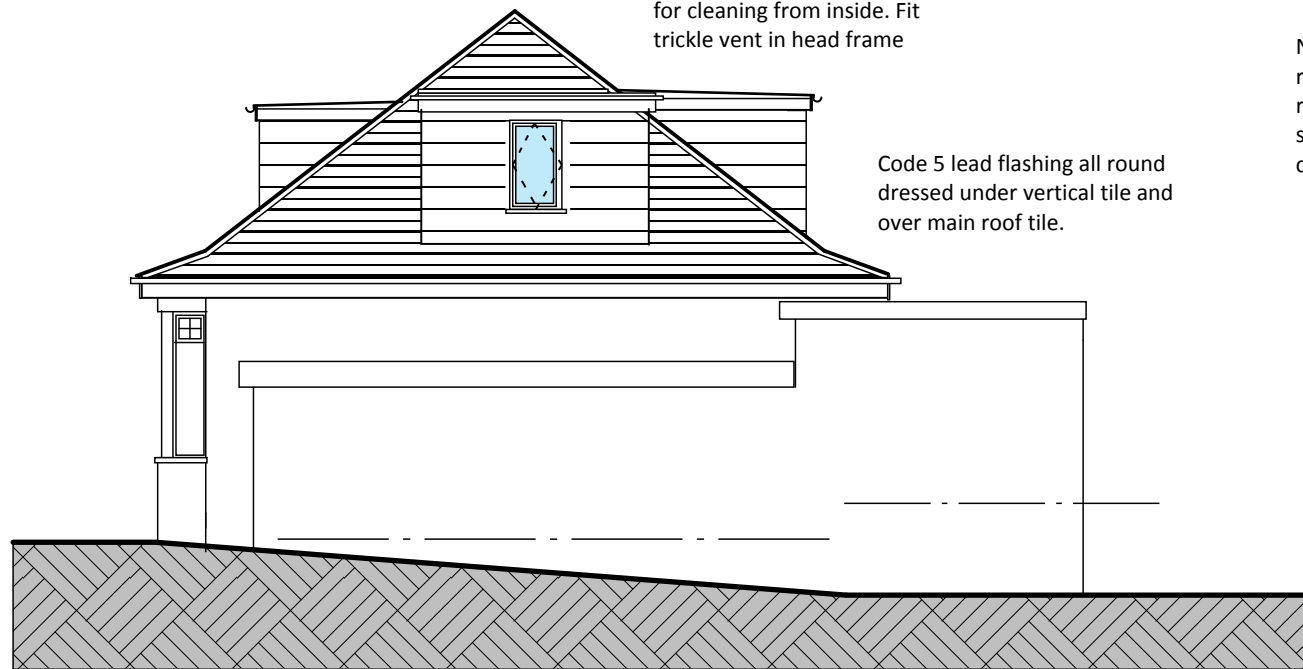 for cleaning from inside. Fit
trickle vent in head frame
Code 5 lead flashing all round
dressed under vertical tile and
over main roof tile.